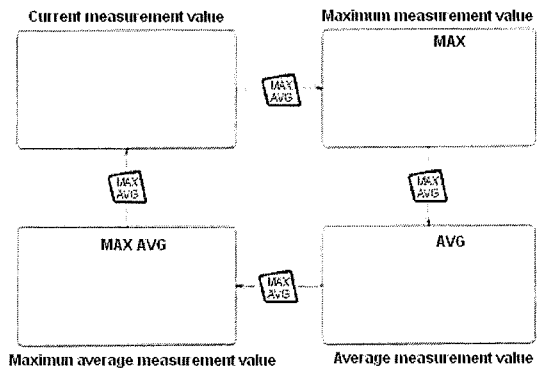 Current measurement value
Maximum measurement value
MAX
MAX
AVG
MAX
AVG
MAX
AVG
MAX AVG
AVG
MAX
AVG
Maximun average measurement value
Average measurement value